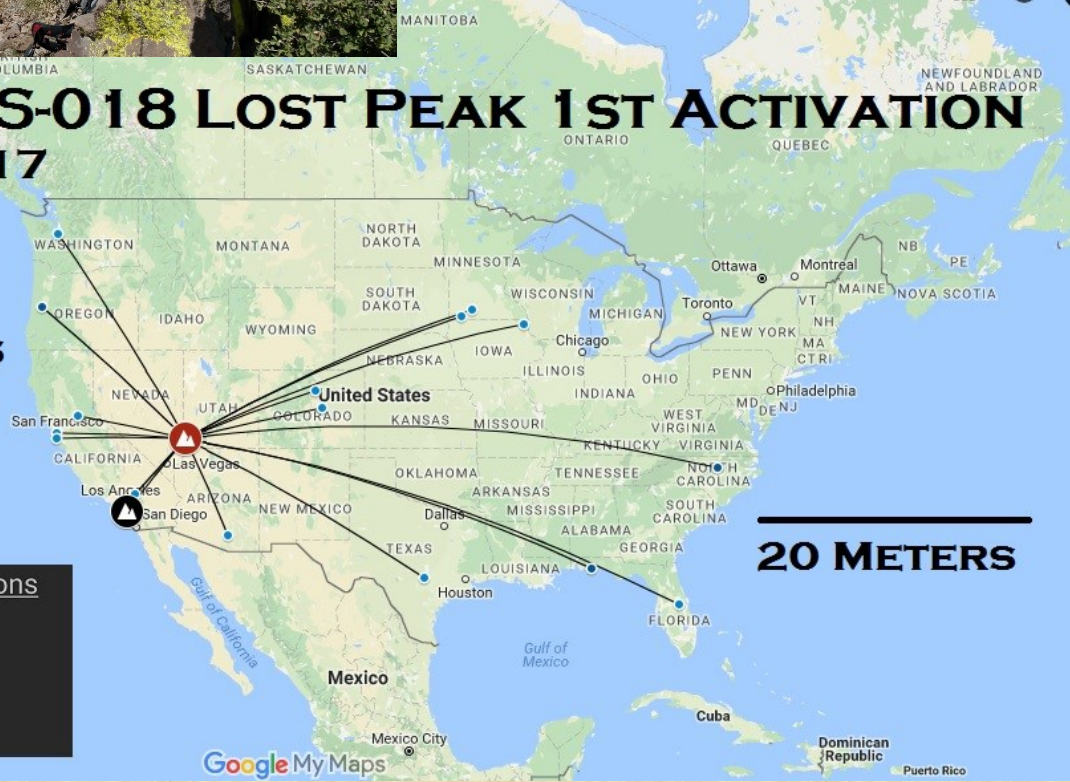 MANITOBA
OLUMBIA
SASKATCHEWAN
NEWFOUNDLAND
AND LABRADOR
S-018 LOST PEAK 1ST ACTIVATION
17
ONTARIO
QUEBEC
WASHINGTON
MONTANA
NORTH
DAKOTA
MINNESOTA
Ottawa
Montreal
NB
PE
MAINE
NOVA SCOTIA
OREGON
IDAHO
SOUTH
DAKOTA
WISCONSIN
MICHIGAN
Toronto
VT
NH
WYOMING
NEW YORK
MA
CT RI
S
NEBRASKA
IOWA
Chicago
ILLINOIS
INDIANA
OHIO
PENN
Philadelphia
NEVADA
UTAH
United States
COLORADO
KANSAS
MISSOURI
WEST
VIRGINIA
MD
DE
NJ
San Francisco
KENTUCKY
VIRGINIA
CALIFORNIA
Las Vegas
OKLAHOMA
TENNESSEE
NORTH
CAROLINA
Los Angeles
ARIZONA
NEW MEXICO
ARKANSAS
SOUTH
CAROLINA
San Diego
Dallas
MISSISSIPPI
ALABAMA
TEXAS
GEORGIA
20 METERS
LOUISIANA
Houston
ons
FLORIDA
Gulf of California
Gulf of
Mexico
Mexico
Cuba
Mexico City
Dominican
Republic
Puerto Rico
Google My Maps